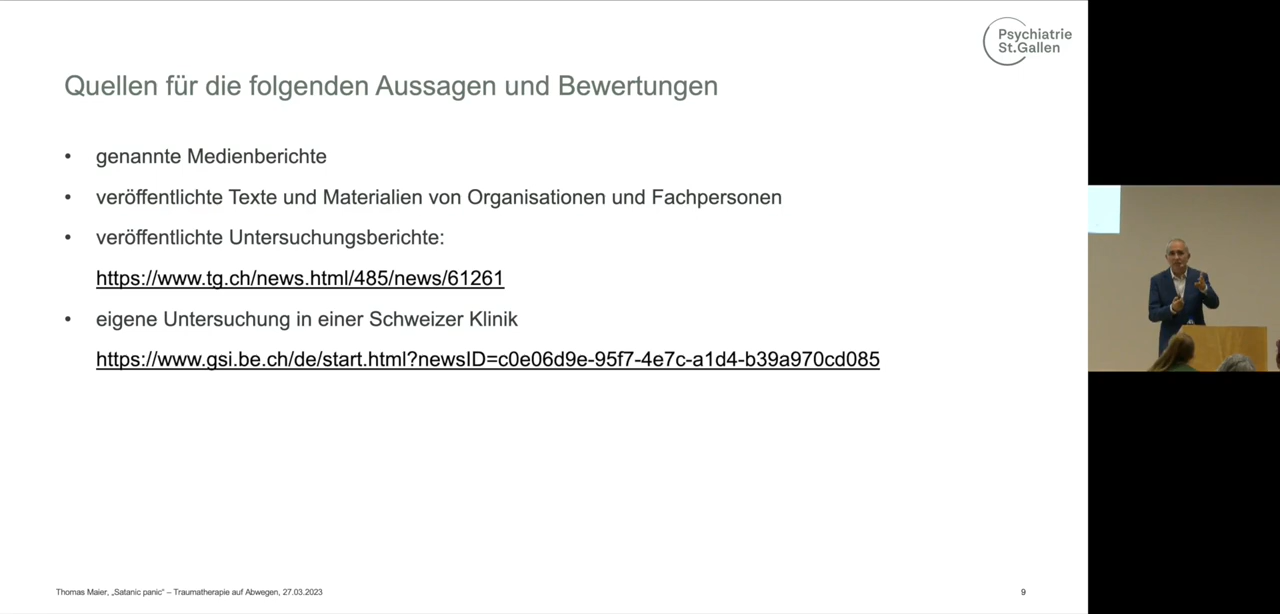 Psychiatrie
St.Gallen
Quellen für die folgenden Aussagen und Bewertungen
• genannte Medienberichte
• veröffentlichte Texte und Materialien von Organisationen und Fachpersonen
• veröffentlichte Untersuchungsberichte:
https://www.tg.ch/news.html/485/news/61261
• eigene Untersuchung in einer Schweizer Klinik
https://www.gsi.be.ch/de/start.html?newsID=c0e06d9e-95f7-4e7c-a1d4-b39a970cd085
Thomas Maier, „Satanic panic“ – Traumatherapie auf Abwegen, 27.03.2023
9